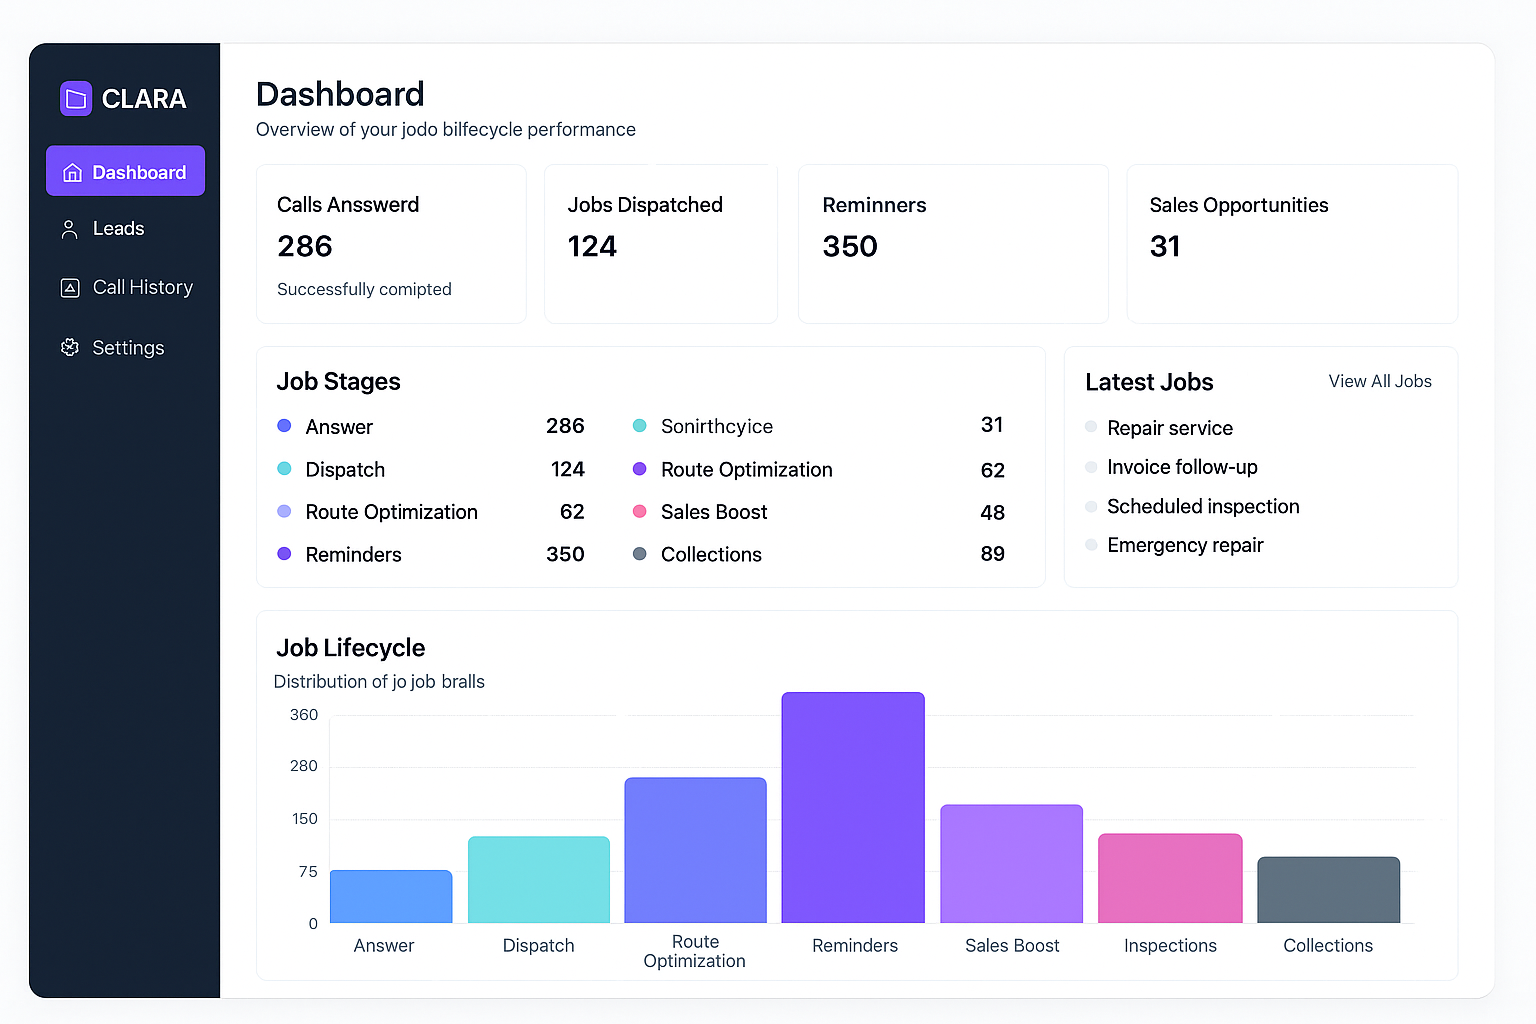 CLARA
Dashboard
Leads
Call History
Settings
Dashboard
Overview of your jodo bilfecycle performance
Calls Ansswerd
286
Successfully comipted
Jobs Dispatched
124
Reminners
350
Sales Opportunities
31
Job Stages
Answer 286
Dispatch 124
Route Optimization 62
Reminders 350
Sonirthcyice 31
Route Optimization 62
Sales Boost 48
Collections 89
Latest Jobs
View All Jobs
Repair service
Invoice follow-up
Scheduled inspection
Emergency repair
Job Lifecycle
Distribution of jo job bralls
360
280
150
75
0
Answer
Dispatch
Route
Optimization
Reminders
Sales Boost
Inspections
Collections